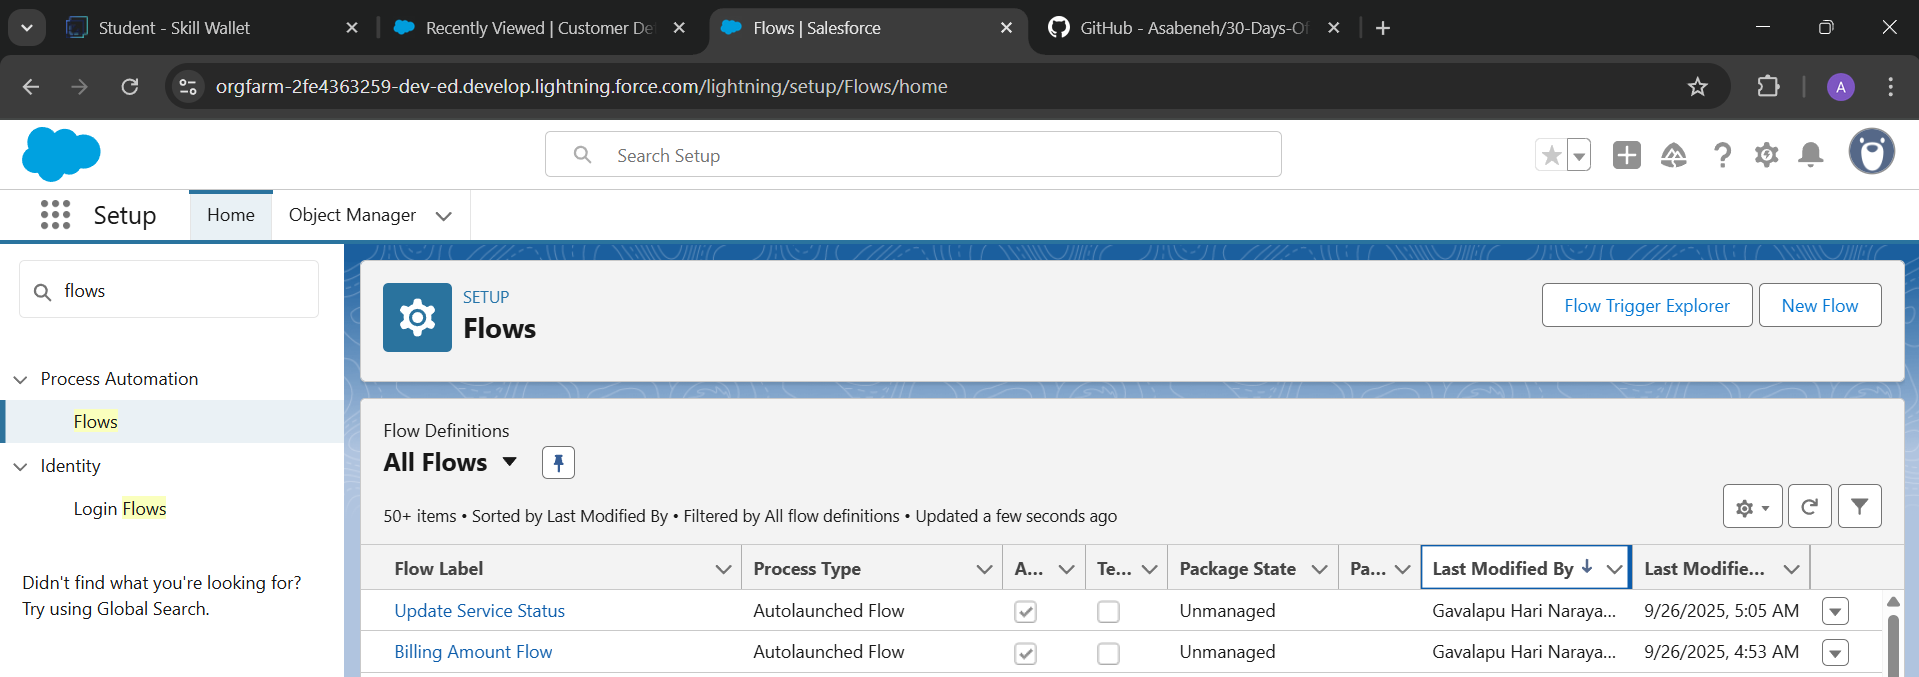 Student - Skill Wallet
Recently Viewed | Customer De
Flows | Salesforce
GitHub - Asabeneh/30-Days-Of
orgfarm-2fe4363259-dev-ed.develop.lightning.force.com/lightning/setup/Flows/home
A
Search Setup
Setup
Home
Object Manager
flows
Process Automation
Flows
Identity
Login Flows
Didn't find what you're looking for?
Try using Global Search.
SETUP
Flows
Flow Trigger Explorer
New Flow
Flow Definitions
All Flows
50+ items • Sorted by Last Modified By • Filtered by All flow definitions • Updated a few seconds ago
Flow Label Process Type A... Te... Package State Pa... Last Modified By Last Modifie...
Update Service Status Autolaunched Flow Unmanaged Gavalapu Hari Naraya... 9/26/2025, 5:05 AM
Billing Amount Flow Autolaunched Flow Unmanaged Gavalapu Hari Naraya... 9/26/2025, 4:53 AM